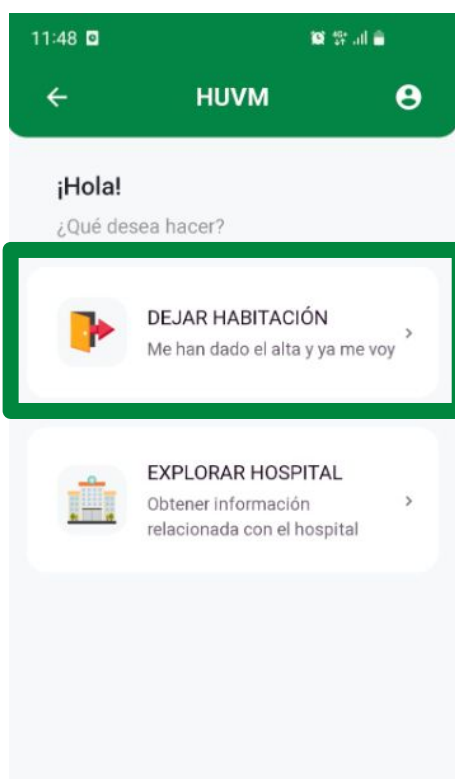 11:48
HUVM
¡Hola!
¿Qué desea hacer?
DEJAR HABITACIÓN
Me han dado el alta y ya me voy
EXPLORAR HOSPITAL
Obtener información
relacionada con el hospital